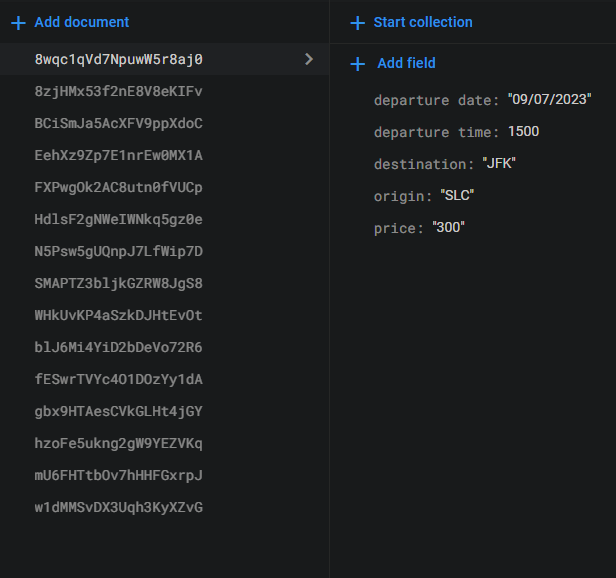 Add document
8wqc1qVd7NpuwW5r8aj0
8zjHMx53f2nE8V8eKIFv
BCiSmJa5AcXFV9ppXdoC
EehXz9Zp7E1nrEw0MX1A
FXPwgOk2AC8utn0fVUCp
HdlsF2gNWeIWNkq5gz0e
N5Psw5gUQnpJ7LfWip7D
SMAPTZ3bljkGZRW8JgS8
WHkUvKP4aSzkDJHtEvOt
blJ6Mi4YiD2bDeVo72R6
fESwrTVYc4O1DOzYy1dA
gbx9HTAesCVkGLHt4jGY
hzoFe5ukng2gW9YEZVKq
mU6FHTtbOv7hHHFGxrpJ
w1dMMSvDX3Uqh3KyXZvG
Start collection
Add field
departure date: "09/07/2023"
departure time: 1500
destination: "JFK"
origin: "SLC"
price: "300"